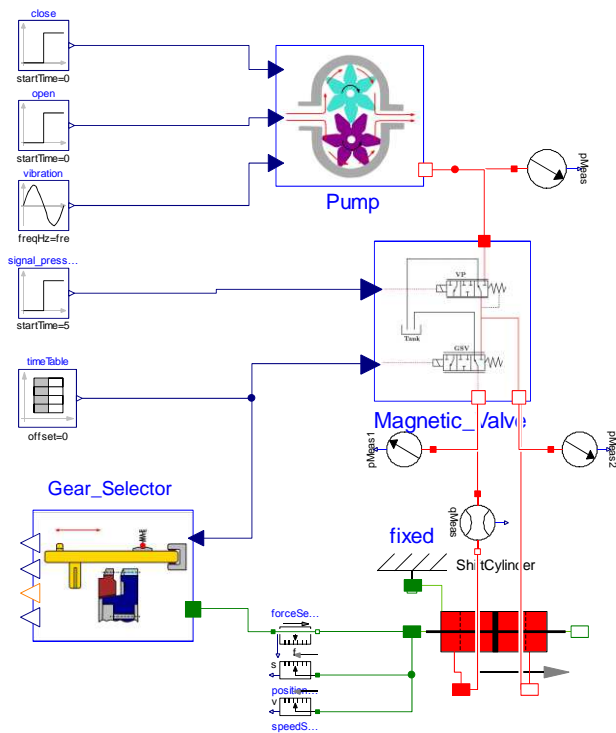 close
startTime=0
open
startTime=0
vibration
freqHz=fre
Pump
pMeas
signal_press...
startTime=5
VP
Tank
GSV
timeTable
offset=0
Magnetic_Valve
pMeas1
pMeas2
Gear_Selector
qMeas
fixed
ShiftCylinder
forceSe...
f
s
position...
v
speedS...